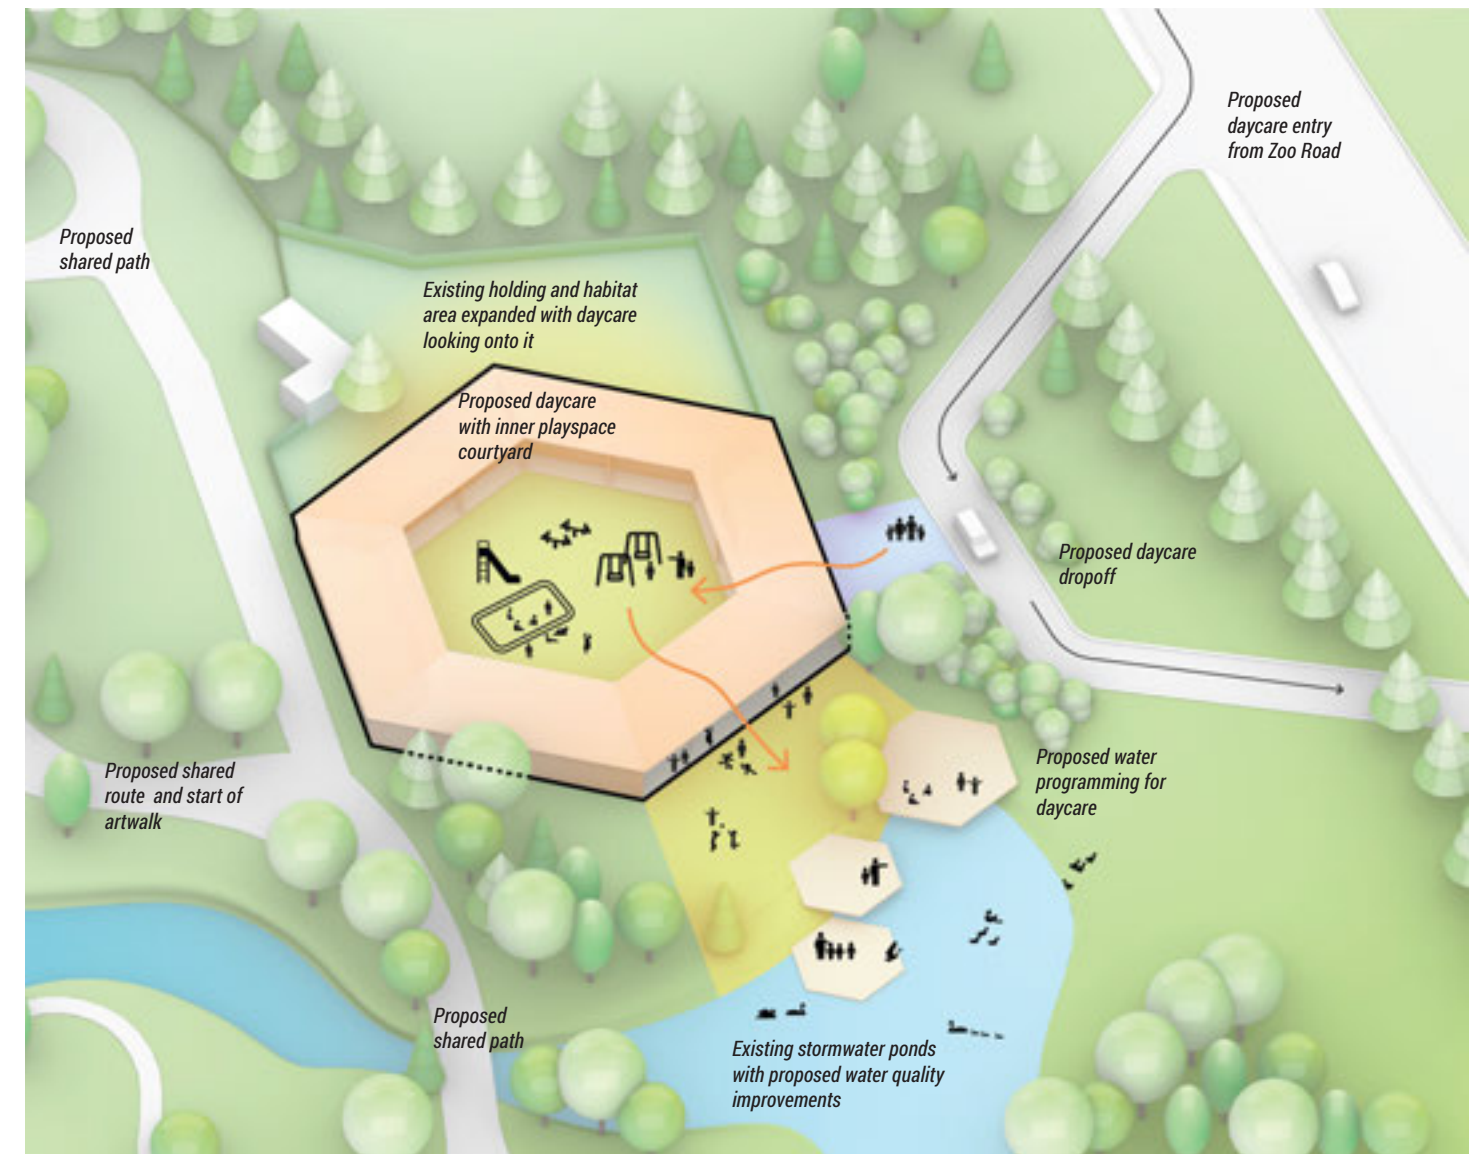 Proposed
daycare entry
from Zoo Road
Proposed
shared path
Existing holding and habitat
area expanded with daycare
looking onto it
Proposed daycare
with inner playspace
courtyard
Proposed daycare
dropoff
Proposed shared
route and start of
artwalk
Proposed water
programming for
daycare
Proposed
shared path
Existing stormwater ponds
with proposed water quality
improvements